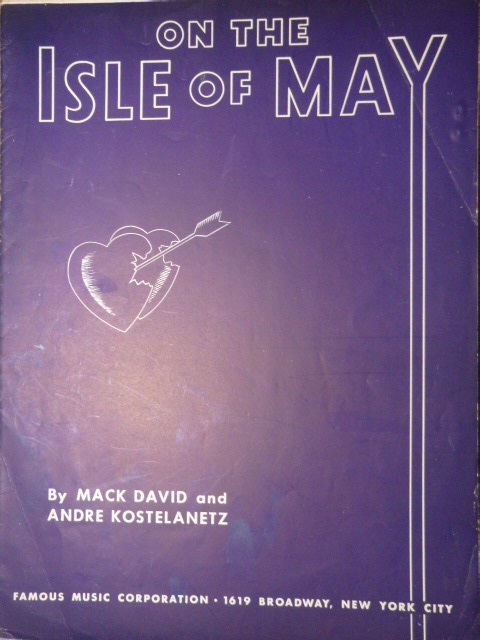 ON THE
ISLE OF MAY
By MACK DAVID and
ANDRE KOSTELANETZ
FAMOUS MUSIC CORPORATION • 1619 BROADWAY, NEW YORK CITY